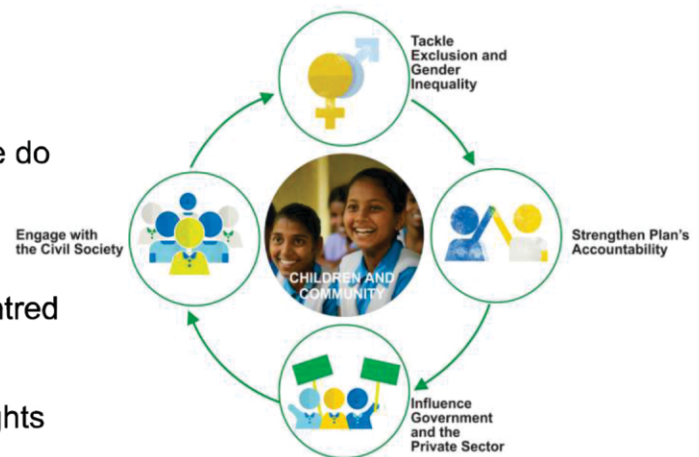 Tackle
Exclusion and
Gender
Inequality
e do
Engage with
the Civil Society
CHILDREN AND
COMMUNITY
Strengthen Plan's
Accountability
ntred
ghts
Influence
Government
and the
Private Sector